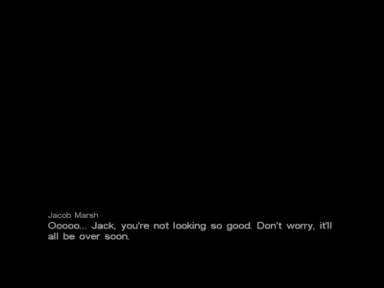 Jacob Marsh
Ooooo... Jack, you're not looking so good. Don't worry, it'll
all be over soon.